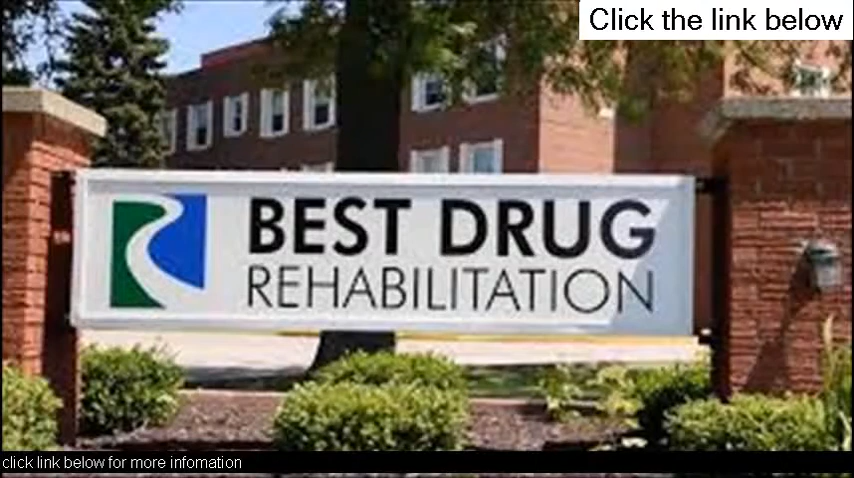 Click the link below
BEST DRUG
REHABILITATION
click link below for more infomation